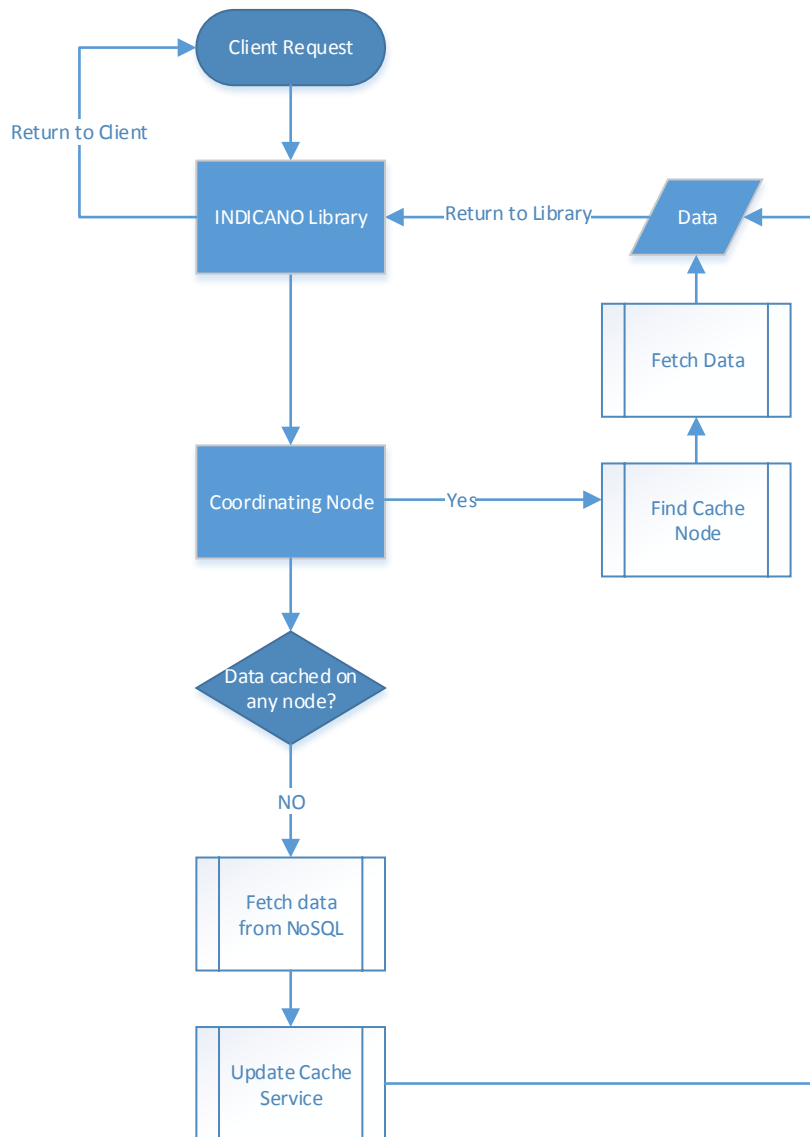 Client Request
Return to Client
INDICANO Library
Return to Library
Data
Fetch Data
Coordinating Node
Yes
Find Cache
Node
Data cached on
any node?
NO
Fetch data
from NoSQL
Update Cache
Service